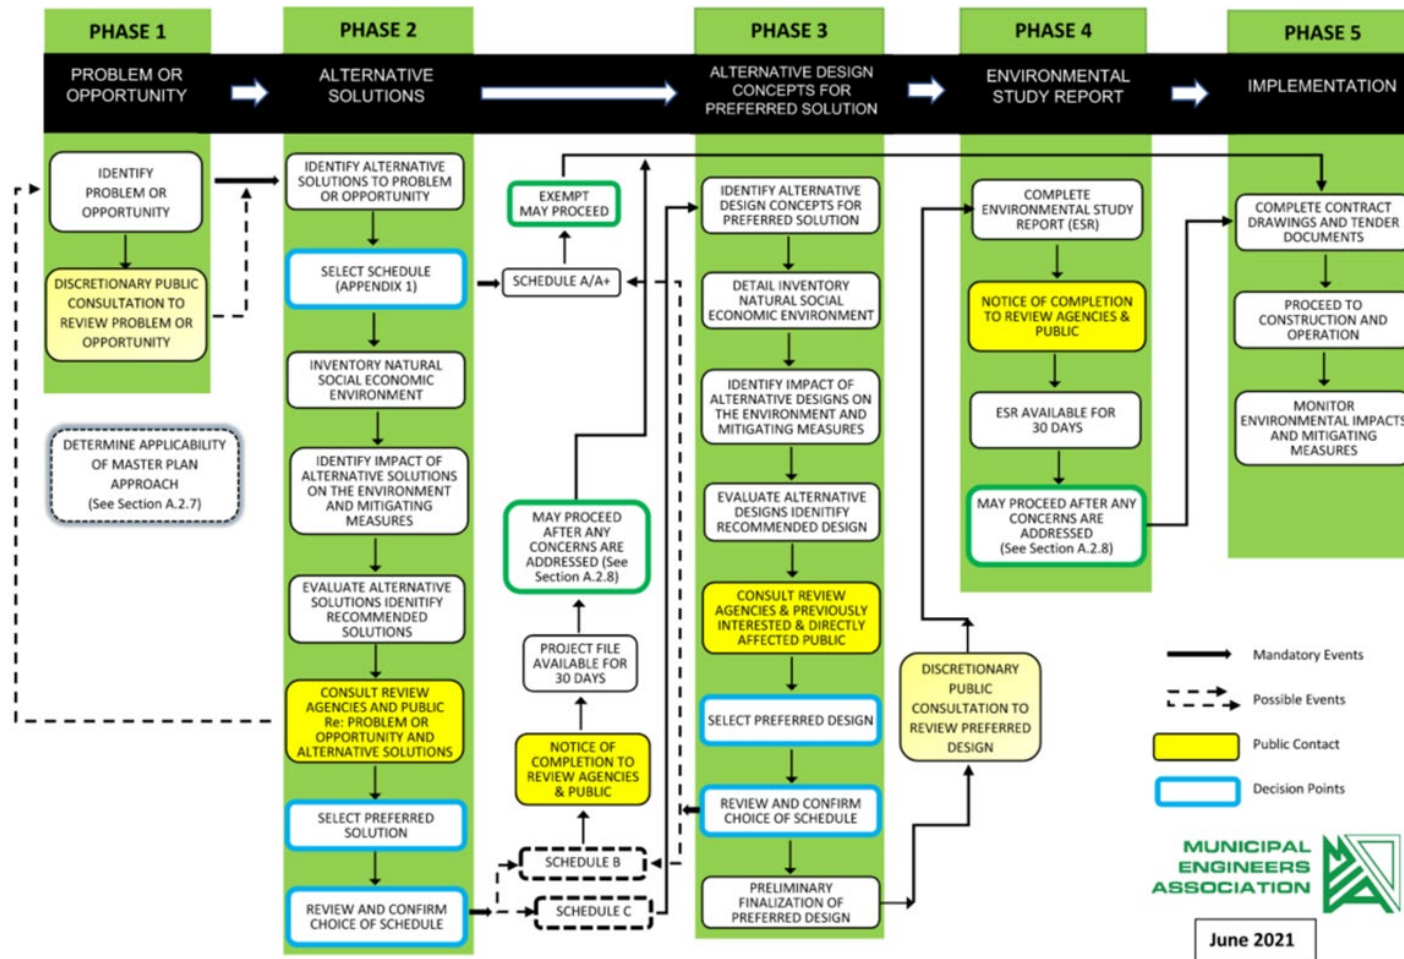 PHASE 1
PHASE 2
PHASE 3
PHASE 4
PHASE 5
PROBLEM OR
OPPORTUNITY
ALTERNATIVE
SOLUTIONS
ALTERNATIVE DESIGN
CONCEPTS FOR
PREFERRED SOLUTION
ENVIRONMENTAL
STUDY REPORT
IMPLEMENTATION
IDENTIFY
PROBLEM OR
OPPORTUNITY
DISCRETIONARY PUBLIC
CONSULTATION TO
REVIEW PROBLEM OR
OPPORTUNITY
DETERMINE APPLICABILITY
OF MASTER PLAN
APPROACH
(See Section A.2.7)
IDENTIFY ALTERNATIVE
SOLUTIONS TO PROBLEM
OR OPPORTUNITY
SELECT SCHEDULE
(APPENDIX 1)
INVENTORY NATURAL
SOCIAL ECONOMIC
ENVIRONMENT
IDENTIFY IMPACT OF
ALTERNATIVE SOLUTIONS
ON THE ENVIRONMENT
AND MITIGATING
MEASURES
EVALUATE ALTERNATIVE
SOLUTIONS IDENITIFY
RECOMMENDED
SOLUTIONS
CONSULT REVIEW
AGENCIES AND PUBLIC
Re: PROBLEM OR
OPPORTUNITY AND
ALTERNATIVE SOLUTIONS
SELECT PREFERRED
SOLUTION
REVIEW AND CONFIRM
CHOICE OF SCHEDULE
EXEMPT
MAY PROCEED
SCHEDULE A/A+
MAY PROCEED
AFTER ANY
CONCERNS ARE
ADDRESSED (See
Section A.2.8)
PROJECT FILE
AVAILABLE FOR
30 DAYS
NOTICE OF
COMPLETION TO
REVIEW AGENCIES
& PUBLIC
SCHEDULE B
SCHEDULE C
IDENTIFY ALTERNATIVE
DESIGN CONCEPTS FOR
PREFERRED SOLUTION
DETAIL INVENTORY
NATURAL SOCIAL
ECONOMIC ENVIRONMENT
IDENTIFY IMPACT OF
ALTERNATIVE DESIGNS ON
THE ENVIRONMENT AND
MITIGATING MEASURES
EVALUATE ALTERNATIVE
DESIGNS IDEITIFY
RECOMMENDED DESIGN
CONSULT REVIEW
AGENCIES & PREVIOUSLY
INTERESTED & DIRECTLY
AFFECTED PUBLIC
SELECT PREFERRED DESIGN
REVIEW AND CONFIRM
CHOICE OF SCHEDULE
PRELIMINARY
FINALIZATION OF
PREFERRED DESIGN
DISCRETIONARY
PUBLIC
CONSULTATION TO
REVIEW PREFERRED
DESIGN
COMPLETE
ENVIRONMENTAL STUDY
REPORT (ESR)
NOTICE OF COMPLETION
TO REVIEW AGENCIES &
PUBLIC
ESR AVAILABLE FOR
30 DAYS
MAY PROCEED AFTER ANY
CONCERNS ARE
ADDRESSED
(See Section A.2.8)
COMPLETE CONTRACT
DRAWINGS AND TENDER
DOCUMENTS
PROCEED TO
CONSTRUCTION AND
OPERATION
MONITOR
ENVIRONMENTAL IMPACTS
AND MITIGATING
MEASURES
Mandatory Events
Possible Events
Public Contact
Decision Points
MUNICIPAL
ENGINEERS
ASSOCIATION
June 2021